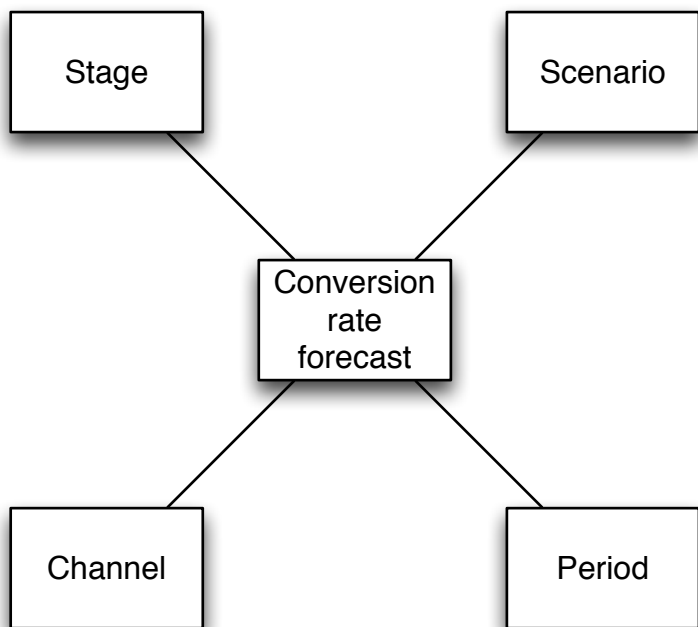 Stage
Scenario
Conversion
rate
forecast
Channel
Period